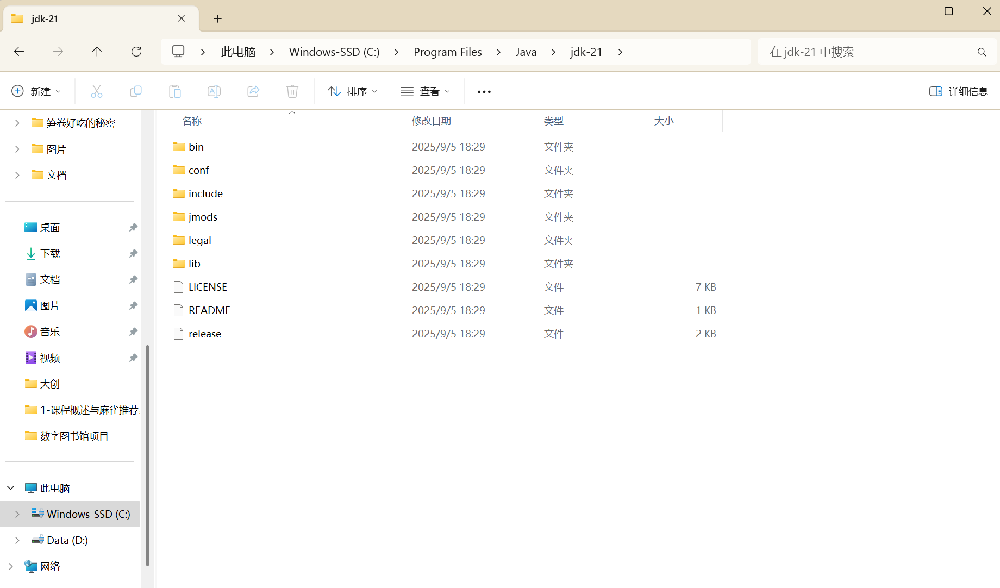 jdk-21
此电脑 Windows-SSD (C:) Program Files Java jdk-21
在 jdk-21 中搜索
新建 排序 查看 详细信息
笋卷好吃的秘密
图片
文档
桌面
下载
文档
图片
音乐
视频
大创
1-课程概述与麻雀推荐
数字图书馆项目
此电脑
Windows-SSD (C:)
Data (D:)
网络
名称 修改日期 类型 大小
bin 2025/9/5 18:29 文件夹
conf 2025/9/5 18:29 文件夹
include 2025/9/5 18:29 文件夹
jmods 2025/9/5 18:29 文件夹
legal 2025/9/5 18:29 文件夹
lib 2025/9/5 18:29 文件夹
LICENSE 2025/9/5 18:29 文件 7 KB
README 2025/9/5 18:29 文件 1 KB
release 2025/9/5 18:29 文件 2 KB